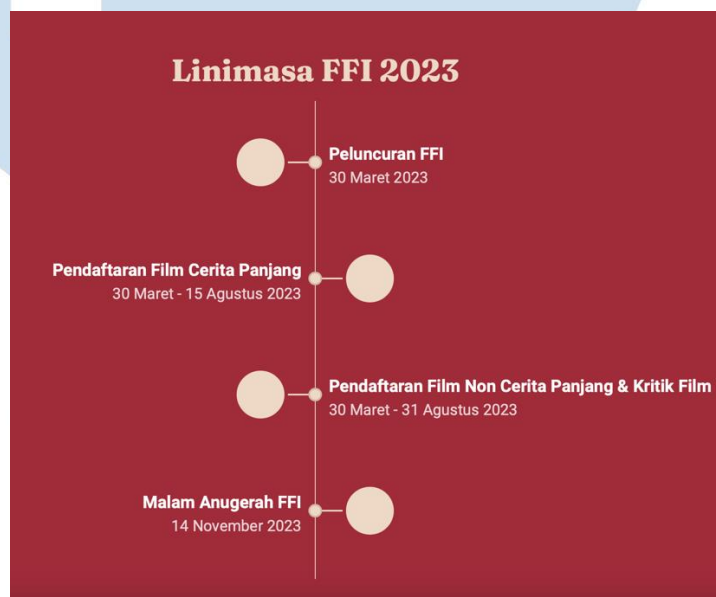 Linimasa FFI 2023
Peluncuran FFI
30 Maret 2023
Pendaftaran Film Cerita Panjang
30 Maret - 15 Agustus 2023
Pendaftaran Film Non Cerita Panjang & Kritik Film
30 Maret - 31 Agustus 2023
Malam Anugerah FFI
14 November 2023